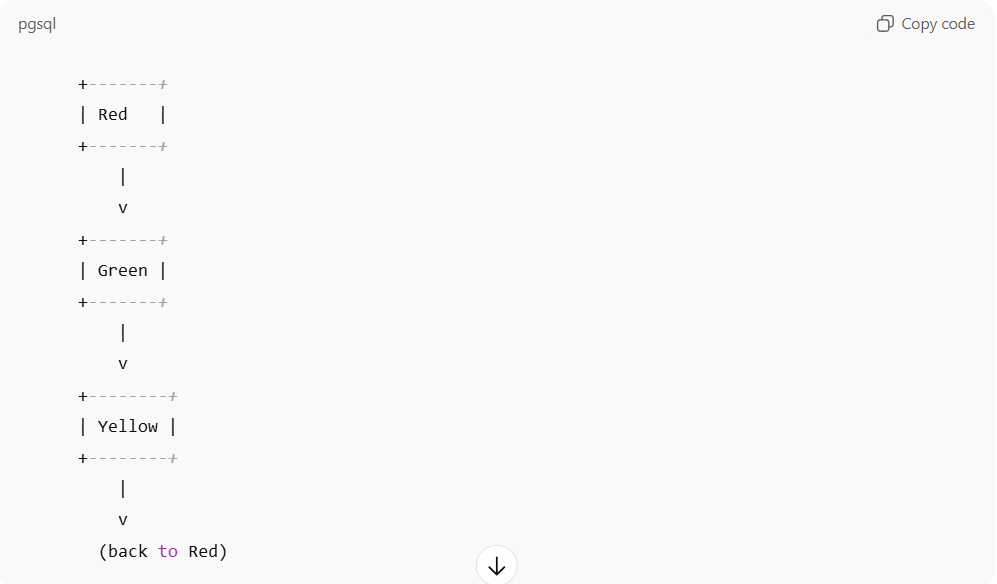 pgsql
Copy code
+-------+
| Red   |
+-------+
    |
    v
+-------+
| Green |
+-------+
    |
    v
+--------+
| Yellow |
+--------+
    |
    v
  (back to Red)